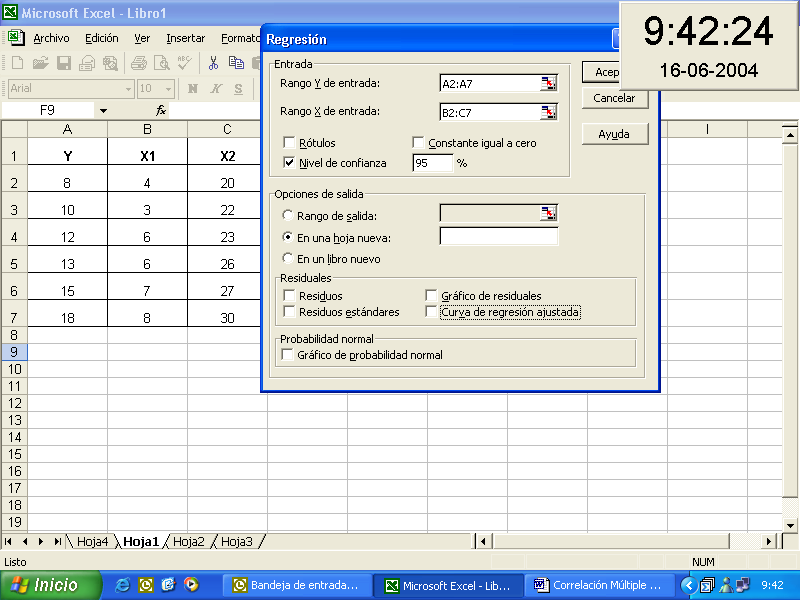 Microsoft Excel - Libro1
9:42:24
16-06-2004
Archivo Edición Ver Insertar Formato
Arial 10 N K S
F9 fx
A B C I
1 Y X1 X2
2 8 4 20
3 10 3 22
4 12 6 23
5 13 6 26
6 15 7 27
7 18 8 30
8
9
10
11
12
13
14
15
16
17
18
19
Regresión
Entrada
Rango Y de entrada: A2:A7
Rango X de entrada: B2:C7
Rótulos Constante igual a cero
Nivel de confianza 95 %
Acep
Cancelar
Ayuda
Opciones de salida
Rango de salida:
En una hoja nueva:
En un libro nuevo
Residuales
Residuos Gráfico de residuales
Residuos estándares Curva de regresión ajustada
Probabilidad normal
Gráfico de probabilidad normal
Hoja4 Hoja1 Hoja2 Hoja3
Listo NUM
Inicio Bandeja de entrada... Microsoft Excel - Lib... Correlación Múltiple ... 9:42